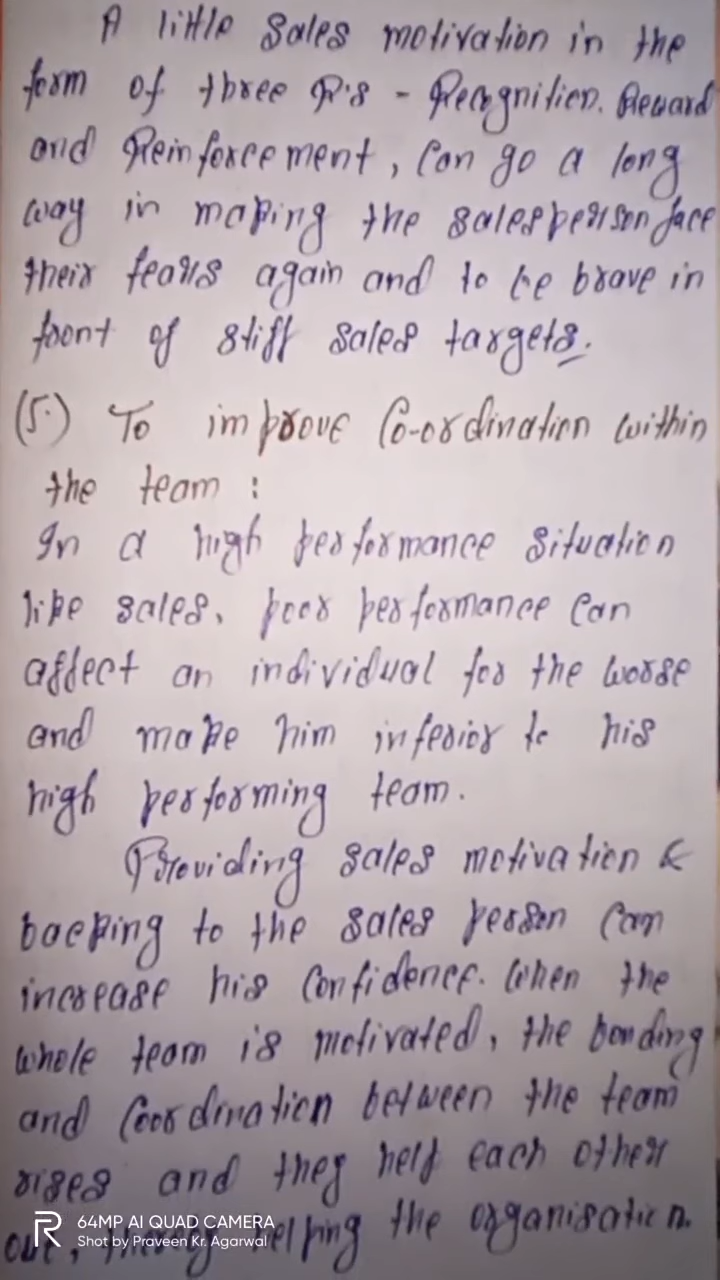 A little sales motivation in the
form of three R's - Recognition. Reward
and Reinforcement, can go a long
way in making the salesperson face
their fears again and to be brave in
front of stiff sales targets.
(5.) To improve Co-ordination within
the team :
In a high performance situation
like sales, poor performance can
affect an individual for the worse
and make him inferior to his
high performing team.
Providing sales motivation &
backing to the sales person can
increase his confidence. When the
whole team is motivated, the bonding
and coordination between the team
rises and they help each other
out, helping the organisation.
64MP AI QUAD CAMERA
Shot by Praveen Kr. Agarwal